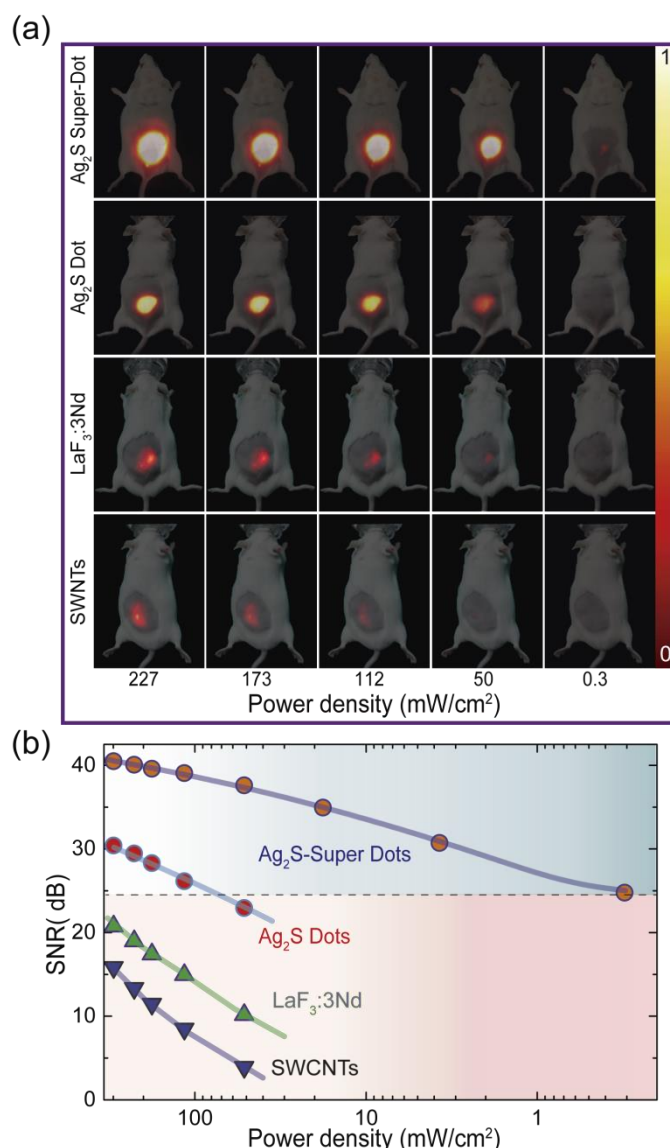 (a)
Ag₂S Super-Dot
1
Ag₂S Dot
LaF₃:3Nd
SWNTs
0
227 173 112 50 0.3
Power density (mW/cm²)
(b)
40
30
20
10
0
SNR( dB)
Ag₂S-Super Dots
Ag₂S Dots
LaF₃:3Nd
SWCNTs
100 10 1
Power density (mW/cm²)